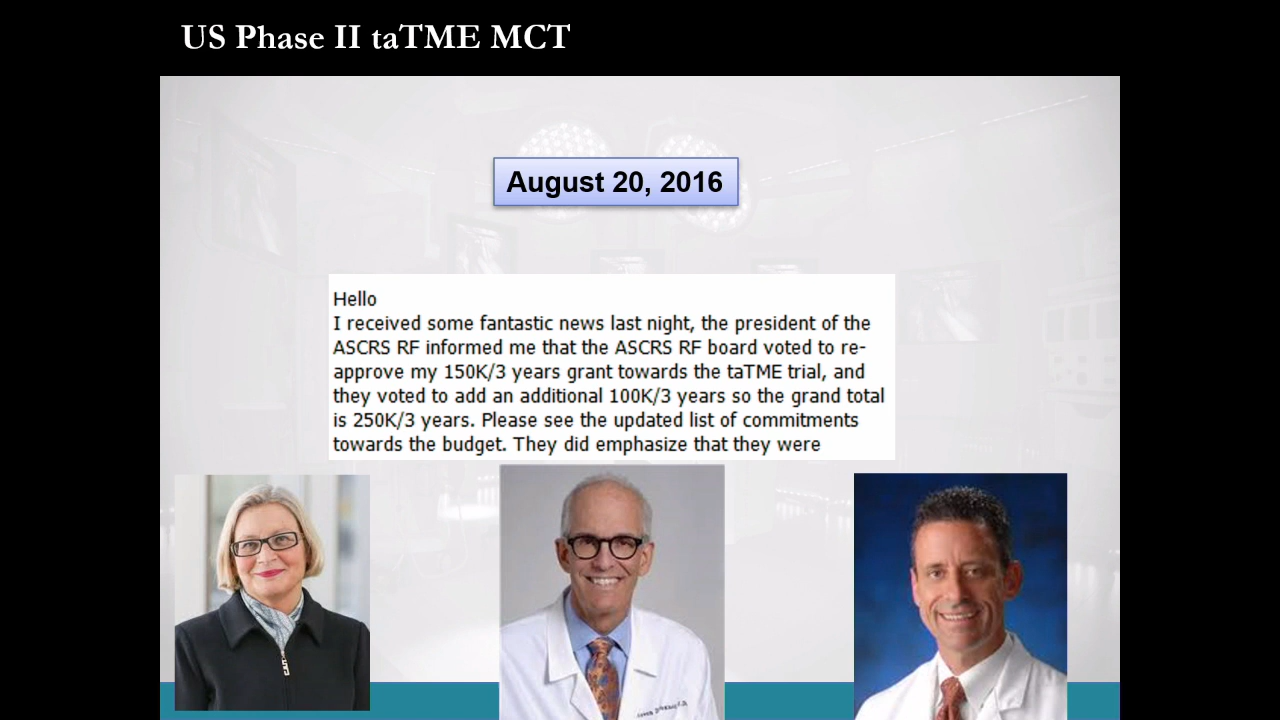 US Phase II taTME MCT
August 20, 2016
Hello
I received some fantastic news last night, the president of the
ASCRS RF informed me that the ASCRS RF board voted to re-
approve my 150K/3 years grant towards the taTME trial, and
they voted to add an additional 100K/3 years so the grand total
is 250K/3 years. Please see the updated list of commitments
towards the budget. They did emphasize that they were